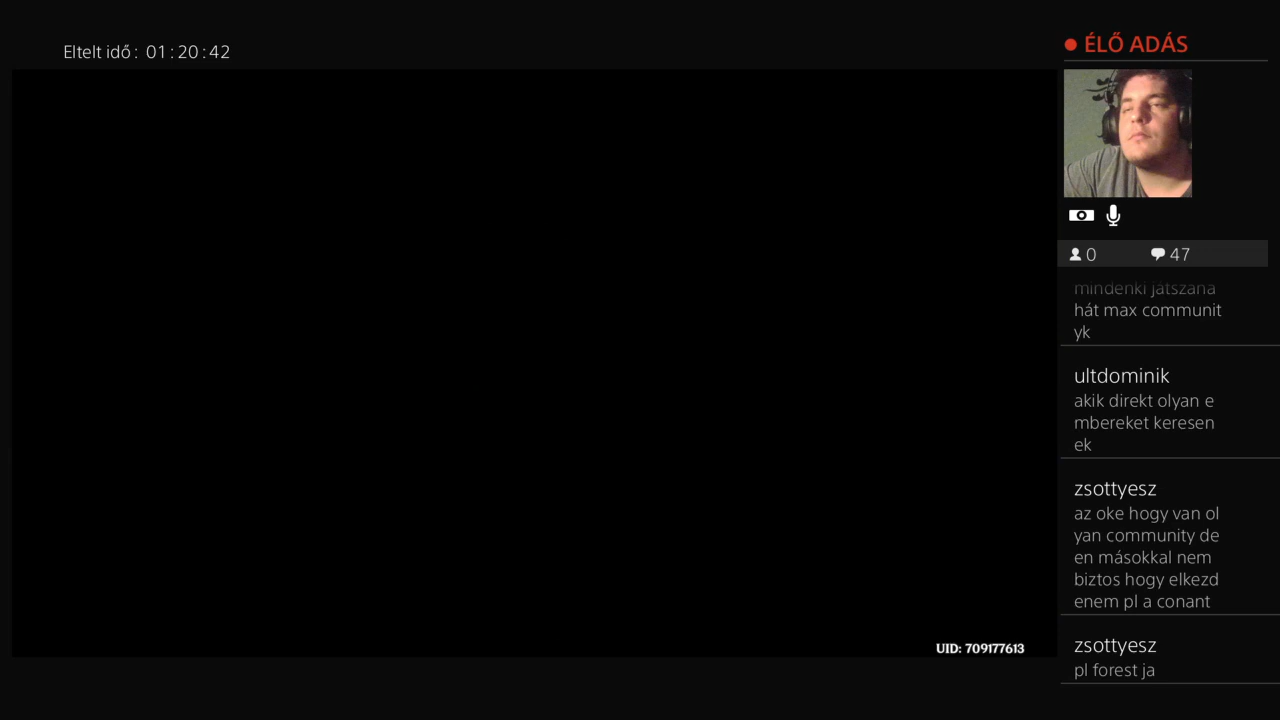 Eltelt idő: 01:20:42
ÉLŐ ADÁS
0
47
mindenki játszana
hát max communit
yk
ultdominik
akik direkt olyan e
mbereket keresen
ek
zsottyesz
az oke hogy van ol
yan community de
en másokkal nem
biztos hogy elkezd
enem pl a conant
zsottyesz
pl forest ja
UID: 709177613